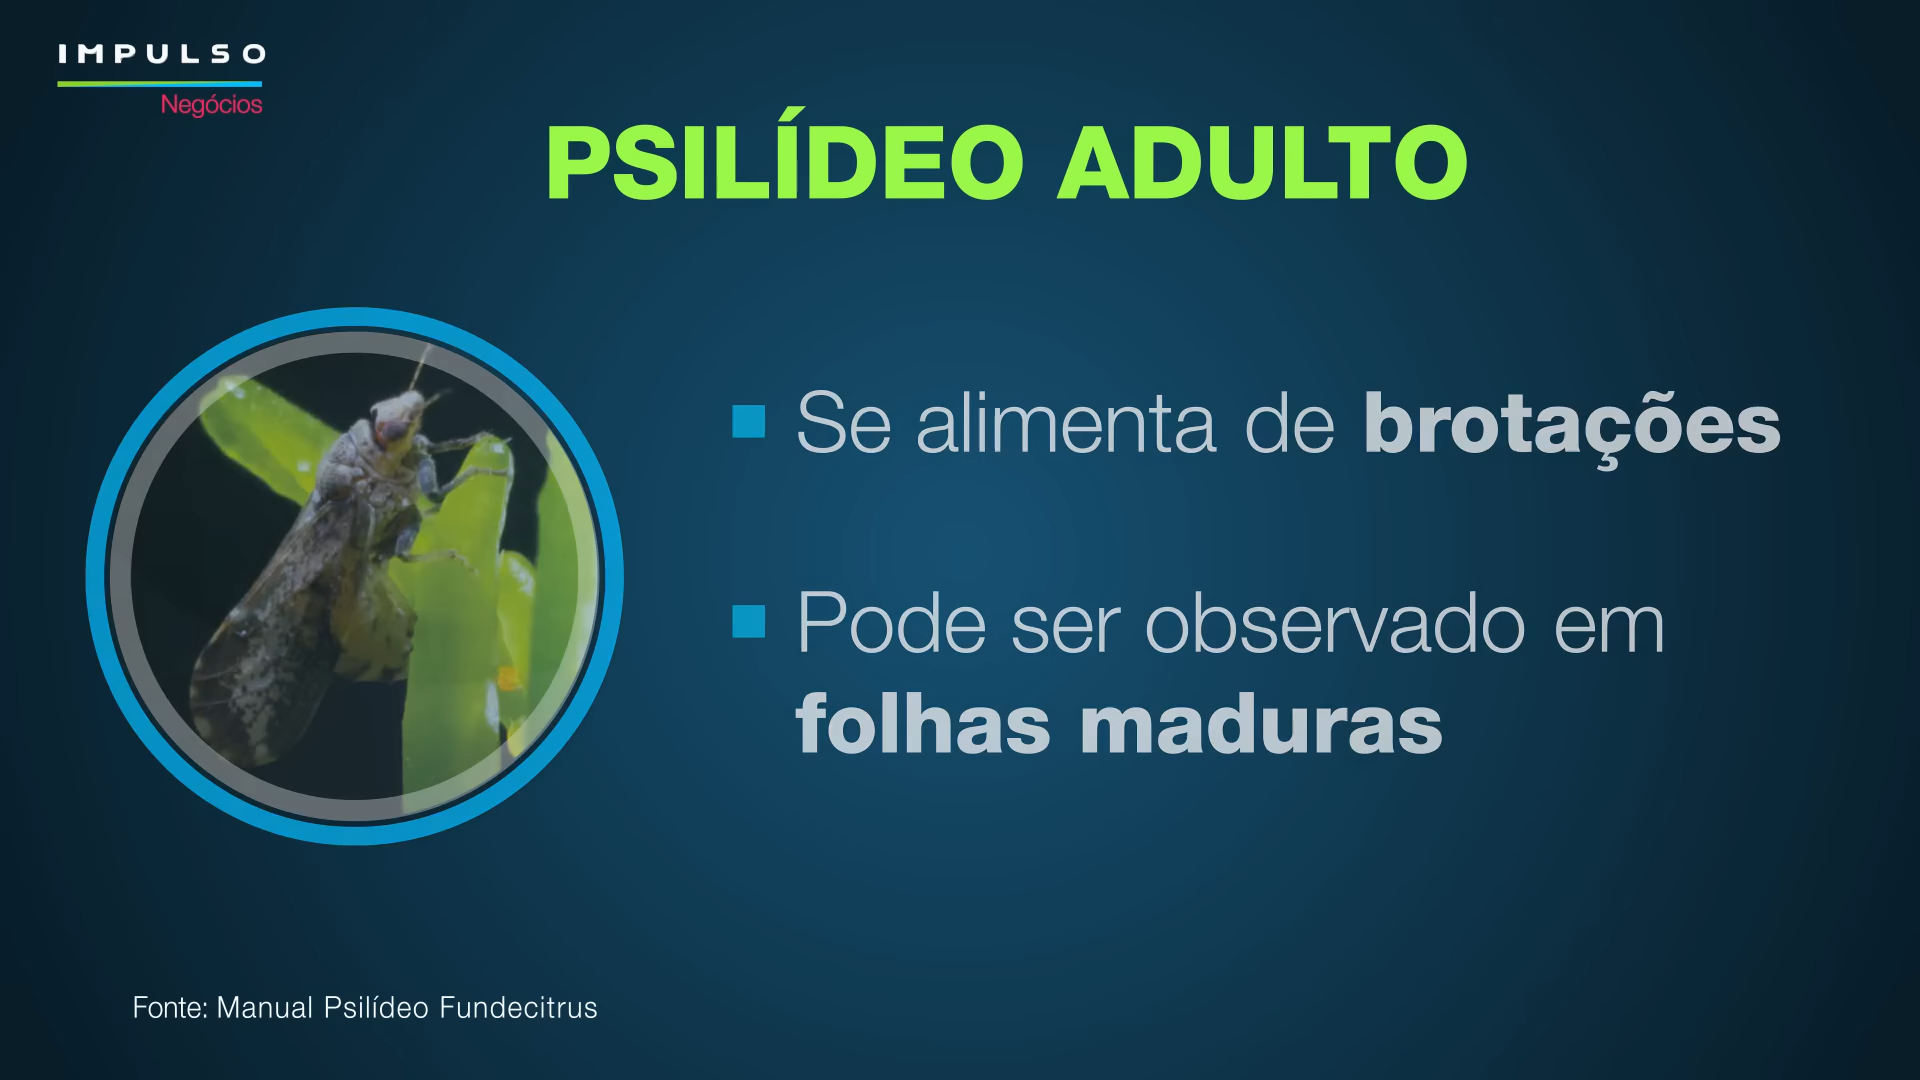 IMPULSO
Negócios
PSILÍDEO ADULTO
Se alimenta de brotações
Pode ser observado em
folhas maduras
Fonte: Manual Psilídeo Fundecitrus